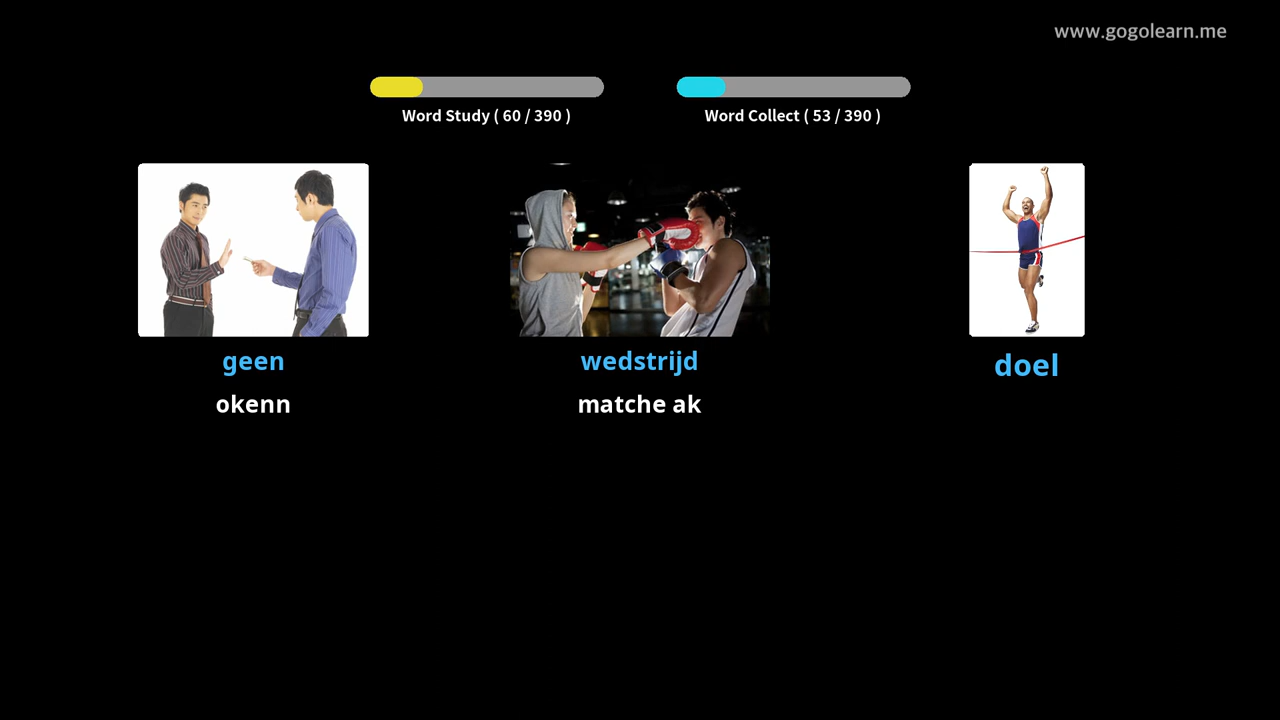 www.gogolearn.me
Word Study ( 60 / 390 )
Word Collect ( 53 / 390 )
geen
wedstrijd
doel
okenn
matche ak